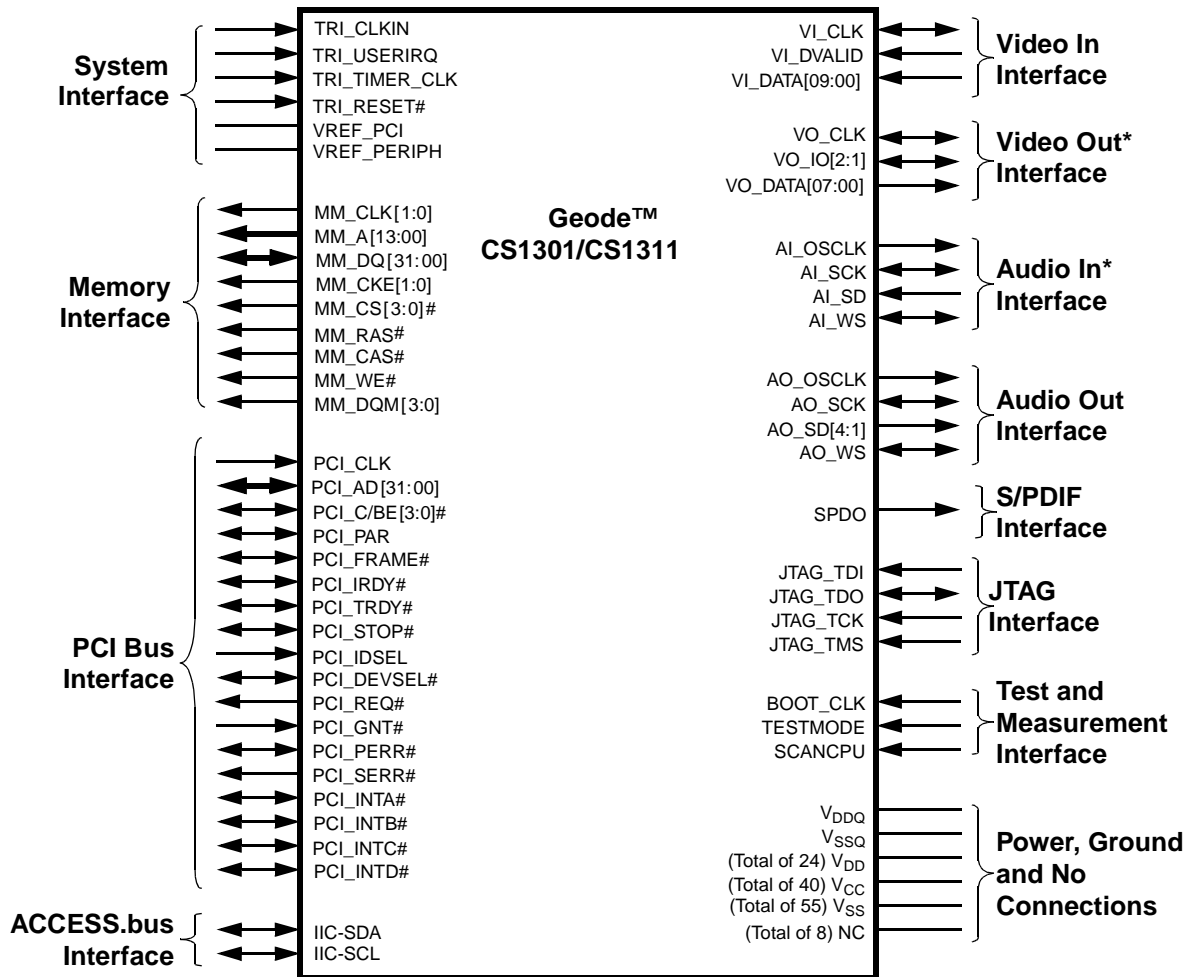 System
Interface
TRI_CLKIN
TRI_USERIRQ
TRI_TIMER_CLK
TRI_RESET#
VREF_PCI
VREF_PERIPH
Memory
Interface
MM_CLK[1:0]
MM_A[13:00]
MM_DQ[31:00]
MM_CKE[1:0]
MM_CS[3:0]#
MM_RAS#
MM_CAS#
MM_WE#
MM_DQM[3:0]
PCI Bus
Interface
PCI_CLK
PCI_AD[31:00]
PCI_C/BE[3:0]#
PCI_PAR
PCI_FRAME#
PCI_IRDY#
PCI_TRDY#
PCI_STOP#
PCI_IDSEL
PCI_DEVSEL#
PCI_REQ#
PCI_GNT#
PCI_PERR#
PCI_SERR#
PCI_INTA#
PCI_INTB#
PCI_INTC#
PCI_INTD#
ACCESS.bus
Interface
IIC-SDA
IIC-SCL
Geode™
CS1301/CS1311
VI_CLK
VI_DVALID
VI_DATA[09:00]
Video In
Interface
VO_CLK
VO_IO[2:1]
VO_DATA[07:00]
Video Out*
Interface
AI_OSCLK
AI_SCK
AI_SD
AI_WS
Audio In*
Interface
AO_OSCLK
AO_SCK
AO_SD[4:1]
AO_WS
Audio Out
Interface
SPDO
S/PDIF
Interface
JTAG_TDI
JTAG_TDO
JTAG_TCK
JTAG_TMS
JTAG
Interface
BOOT_CLK
TESTMODE
SCANCPU
Test and
Measurement
Interface
VDDQ
VSSQ
(Total of 24) VDD
(Total of 40) VCC
(Total of 55) VSS
(Total of 8) NC
Power, Ground
and No
Connections